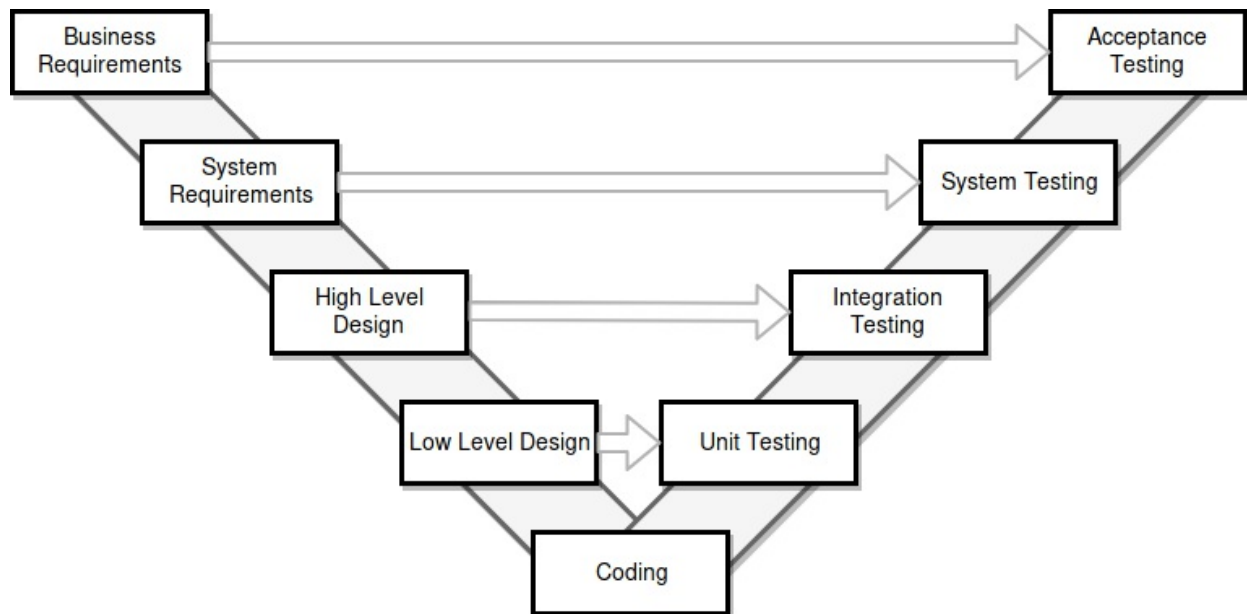 Business
Requirements
Acceptance
Testing
System
Requirements
System Testing
High Level
Design
Integration
Testing
Low Level Design
Unit Testing
Coding